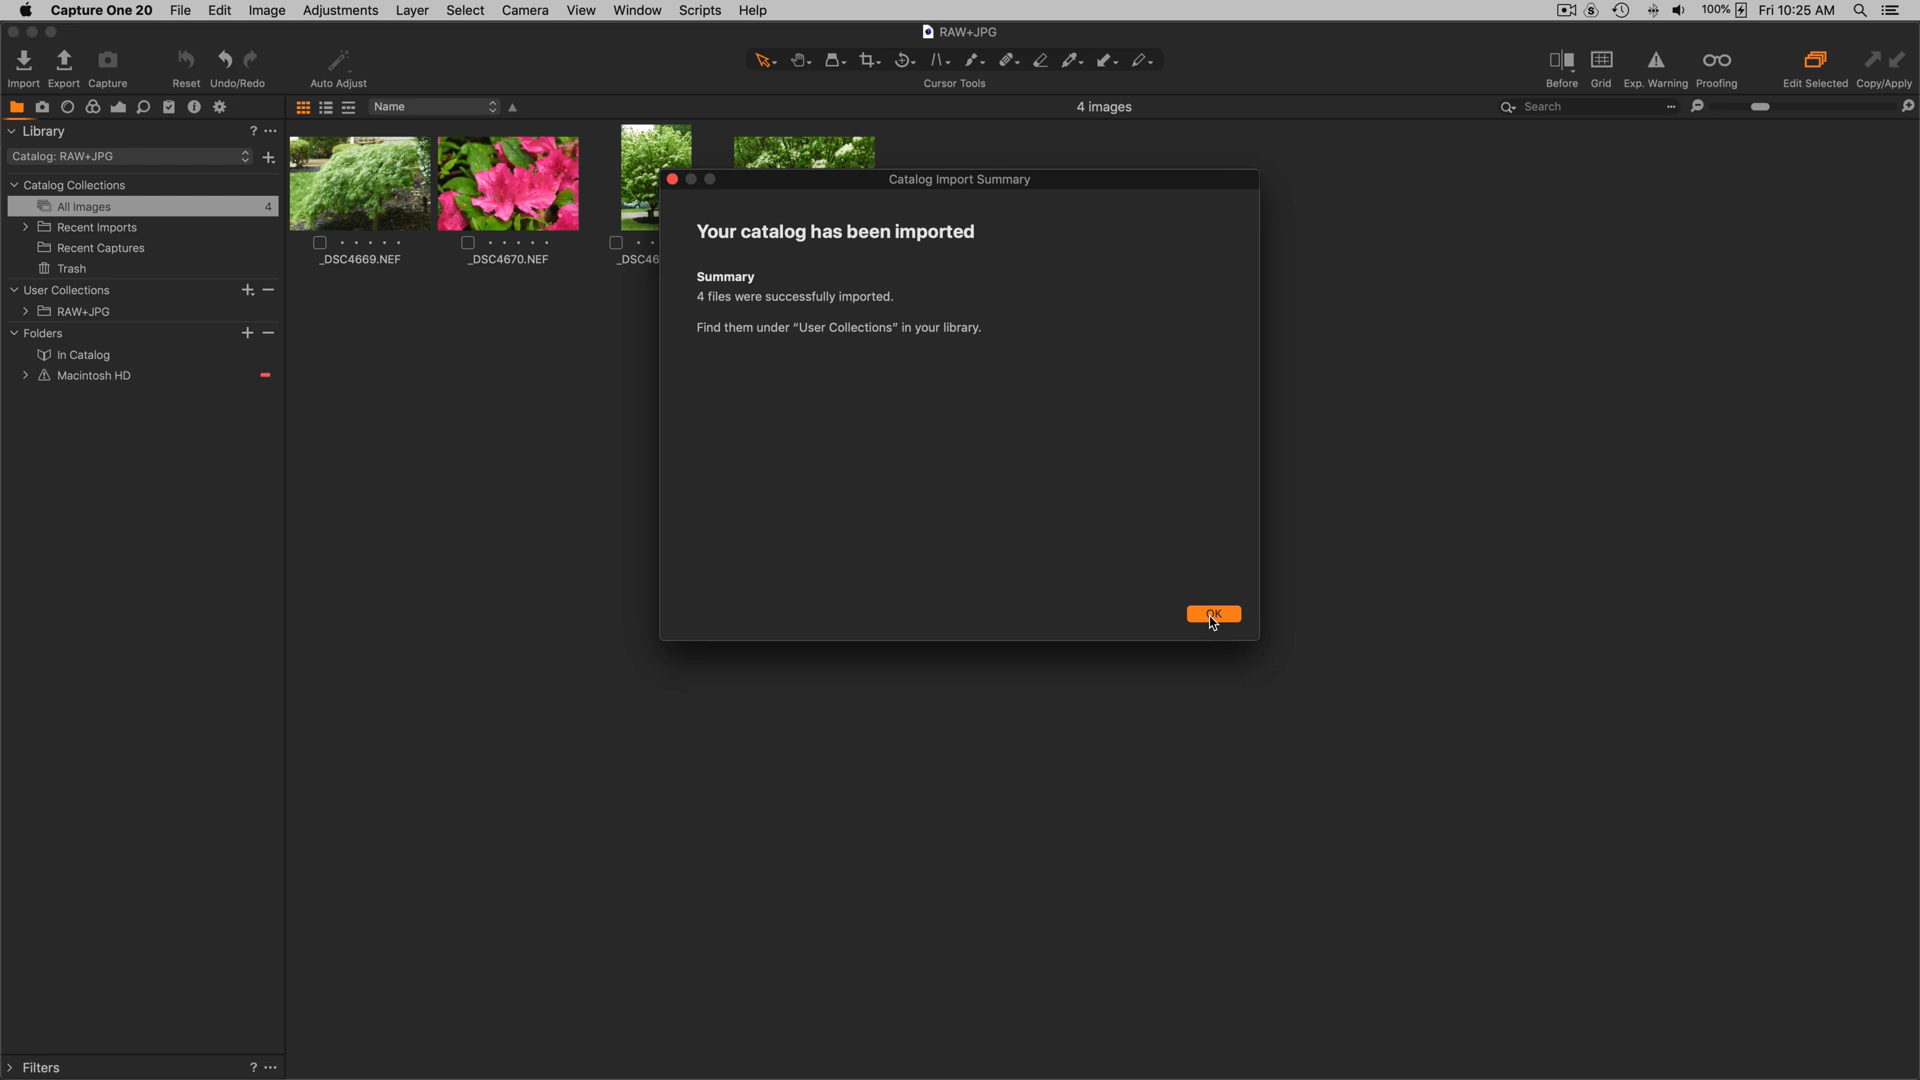 Capture One 20 File Edit Image Adjustments Layer Select Camera View Window Scripts Help 100% Fri 10:25 AM
RAW+JPG
Import Export Capture Reset Undo/Redo Auto Adjust Cursor Tools Before Grid Exp. Warning Proofing Edit Selected Copy/Apply
Name 4 images Search
Library ?
Catalog: RAW+JPG
Catalog Collections
All Images 4
Recent Imports
Recent Captures
Trash
User Collections
RAW+JPG
Folders
In Catalog
Macintosh HD
_DSC4669.NEF _DSC4670.NEF _DSC46
Catalog Import Summary
Your catalog has been imported
Summary
4 files were successfully imported.
Find them under “User Collections” in your library.
OK
Filters ?